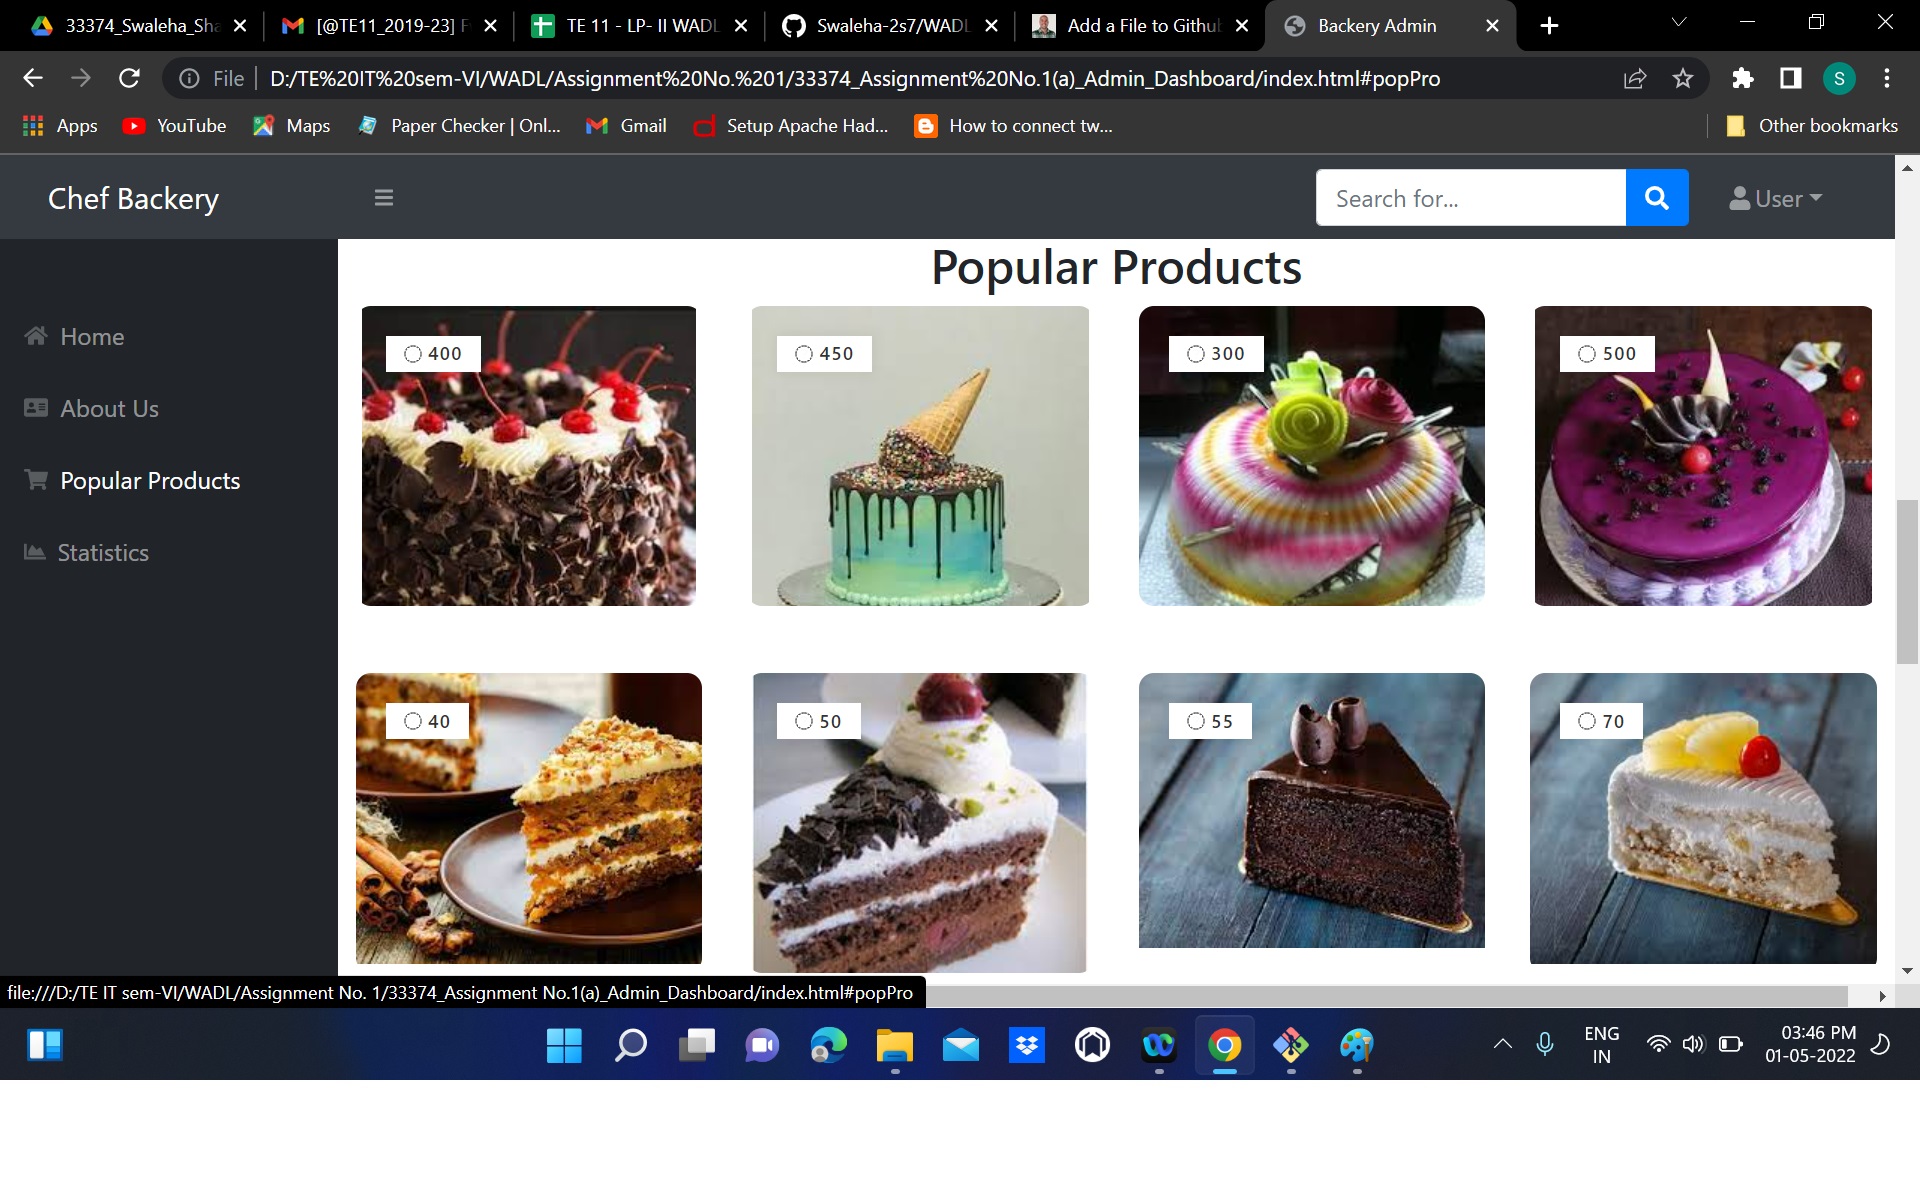 33374_Swaleha_Sha
[@TE11_2019-23] F
TE 11 - LP- II WADL
Swaleha-2s7/WADL
Add a File to Github
Backery Admin
File
D:/TE%20IT%20sem-VI/WADL/Assignment%20No.%201/33374_Assignment%20No.1(a)_Admin_Dashboard/index.html#popPro
S
Apps
YouTube
Maps
Paper Checker | Onl...
Gmail
Setup Apache Had...
How to connect tw...
Other bookmarks
Chef Backery
Search for...
User
Home
About Us
Popular Products
Statistics
Popular Products
400
450
300
500
40
50
55
70
file:///D:/TE IT sem-VI/WADL/Assignment No. 1/33374_Assignment No.1(a)_Admin_Dashboard/index.html#popPro
ENG
IN
03:46 PM
01-05-2022